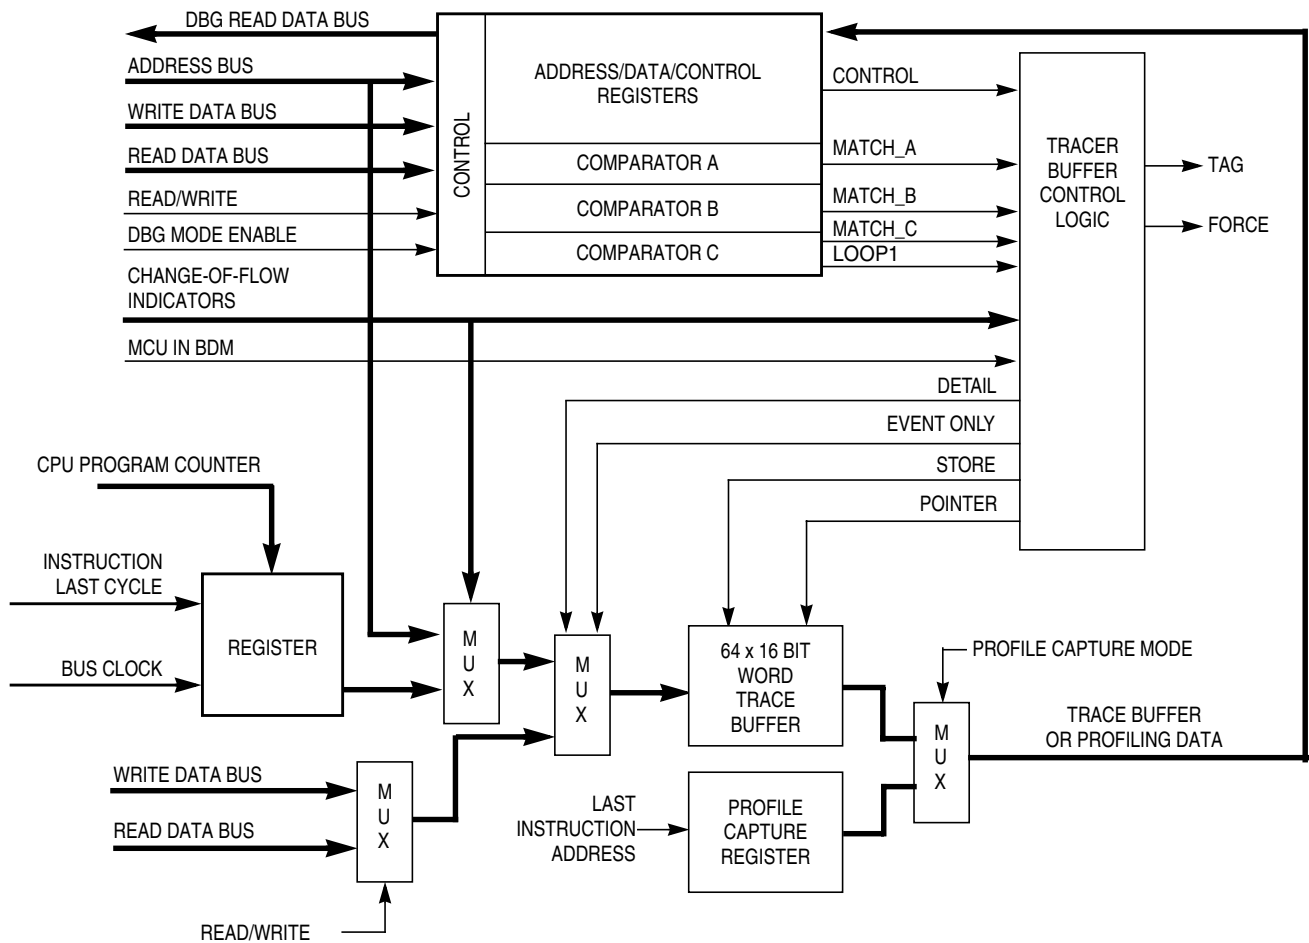 DBG READ DATA BUS
ADDRESS BUS
WRITE DATA BUS
READ DATA BUS
READ/WRITE
DBG MODE ENABLE
CHANGE-OF-FLOW
INDICATORS
MCU IN BDM
CONTROL
ADDRESS/DATA/CONTROL
REGISTERS
COMPARATOR A
COMPARATOR B
COMPARATOR C
CONTROL
MATCH_A
MATCH_B
MATCH_C
LOOP1
TRACER
BUFFER
CONTROL
LOGIC
TAG
FORCE
DETAIL
EVENT ONLY
STORE
POINTER
CPU PROGRAM COUNTER
INSTRUCTION
LAST CYCLE
BUS CLOCK
REGISTER
M
U
X
M
U
X
64 x 16 BIT
WORD
TRACE
BUFFER
PROFILE CAPTURE MODE
M
U
X
TRACE BUFFER
OR PROFILING DATA
WRITE DATA BUS
READ DATA BUS
M
U
X
READ/WRITE
LAST
INSTRUCTION
ADDRESS
PROFILE
CAPTURE
REGISTER